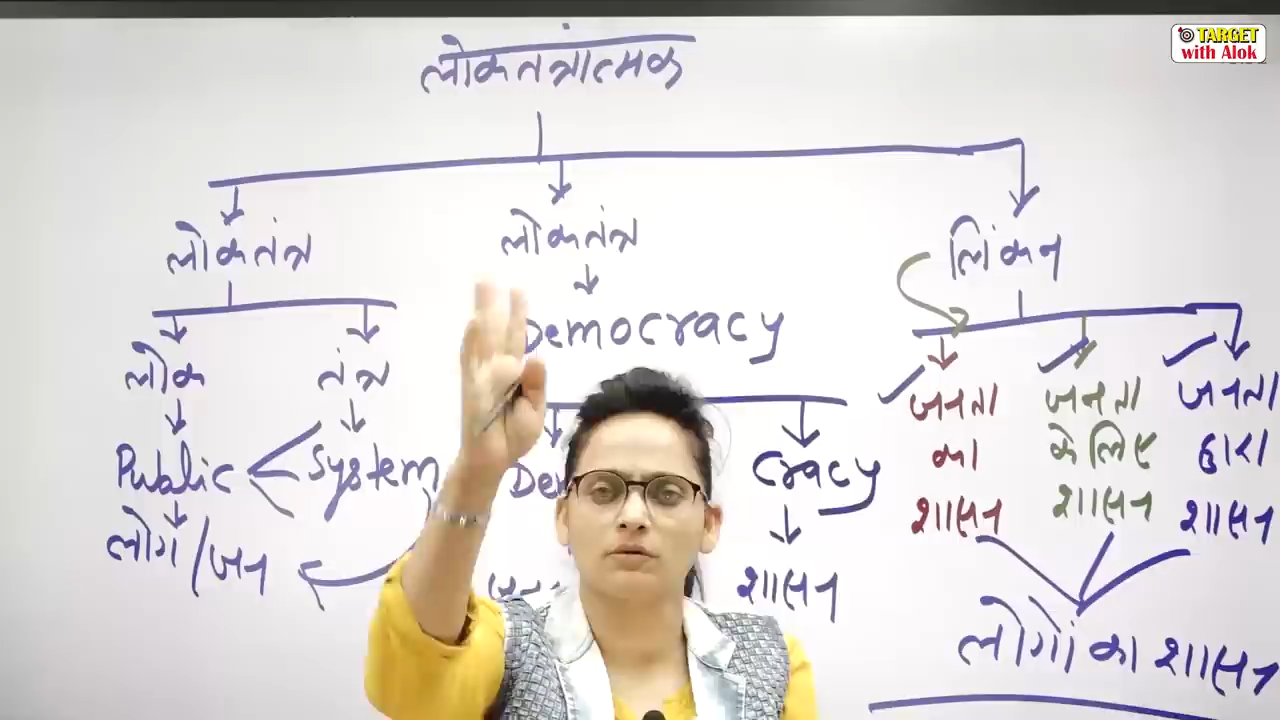 TARGET
with Alok
लोकतंत्रात्मक
लोकतंत्र
लोकतंत्र
लिंकन
Democracy
लोक
तंत्र
जनता
का
शासन
जनता
के लिए
शासन
जनता
द्वारा
शासन
Public
System
Cracy
लोग/जन
शासन
लोगों का शासन